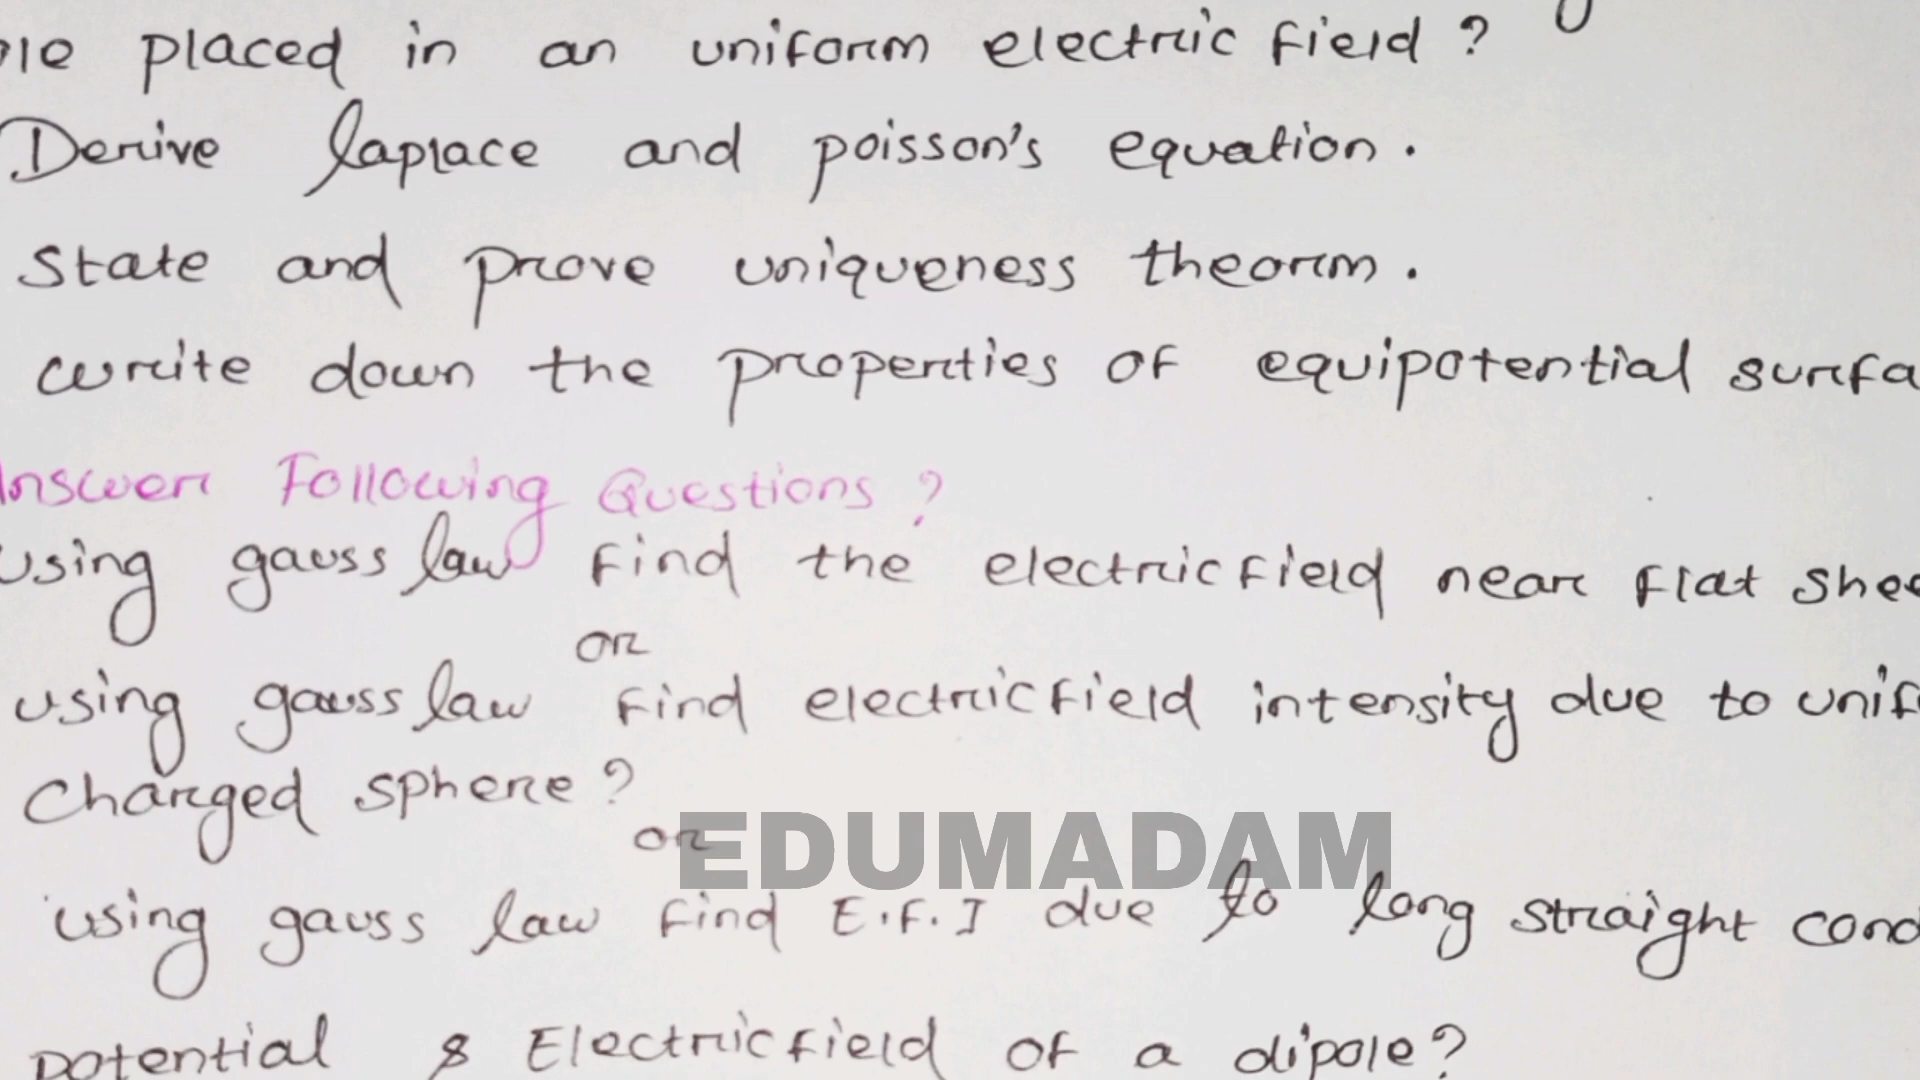 placed in an uniform electric field ?
Derive laplace and poisson's equation.
State and prove uniqueness theorm.
write down the properties of equipotential surfa
Answer Following Questions ?
using gauss law find the electric field near flat shee
or
using gauss law find electric field intensity due to unif
charged sphere?
or
EDUMADAM
using gauss law find E.F.I due to long straight cond
potential & Electric field of a dipole?